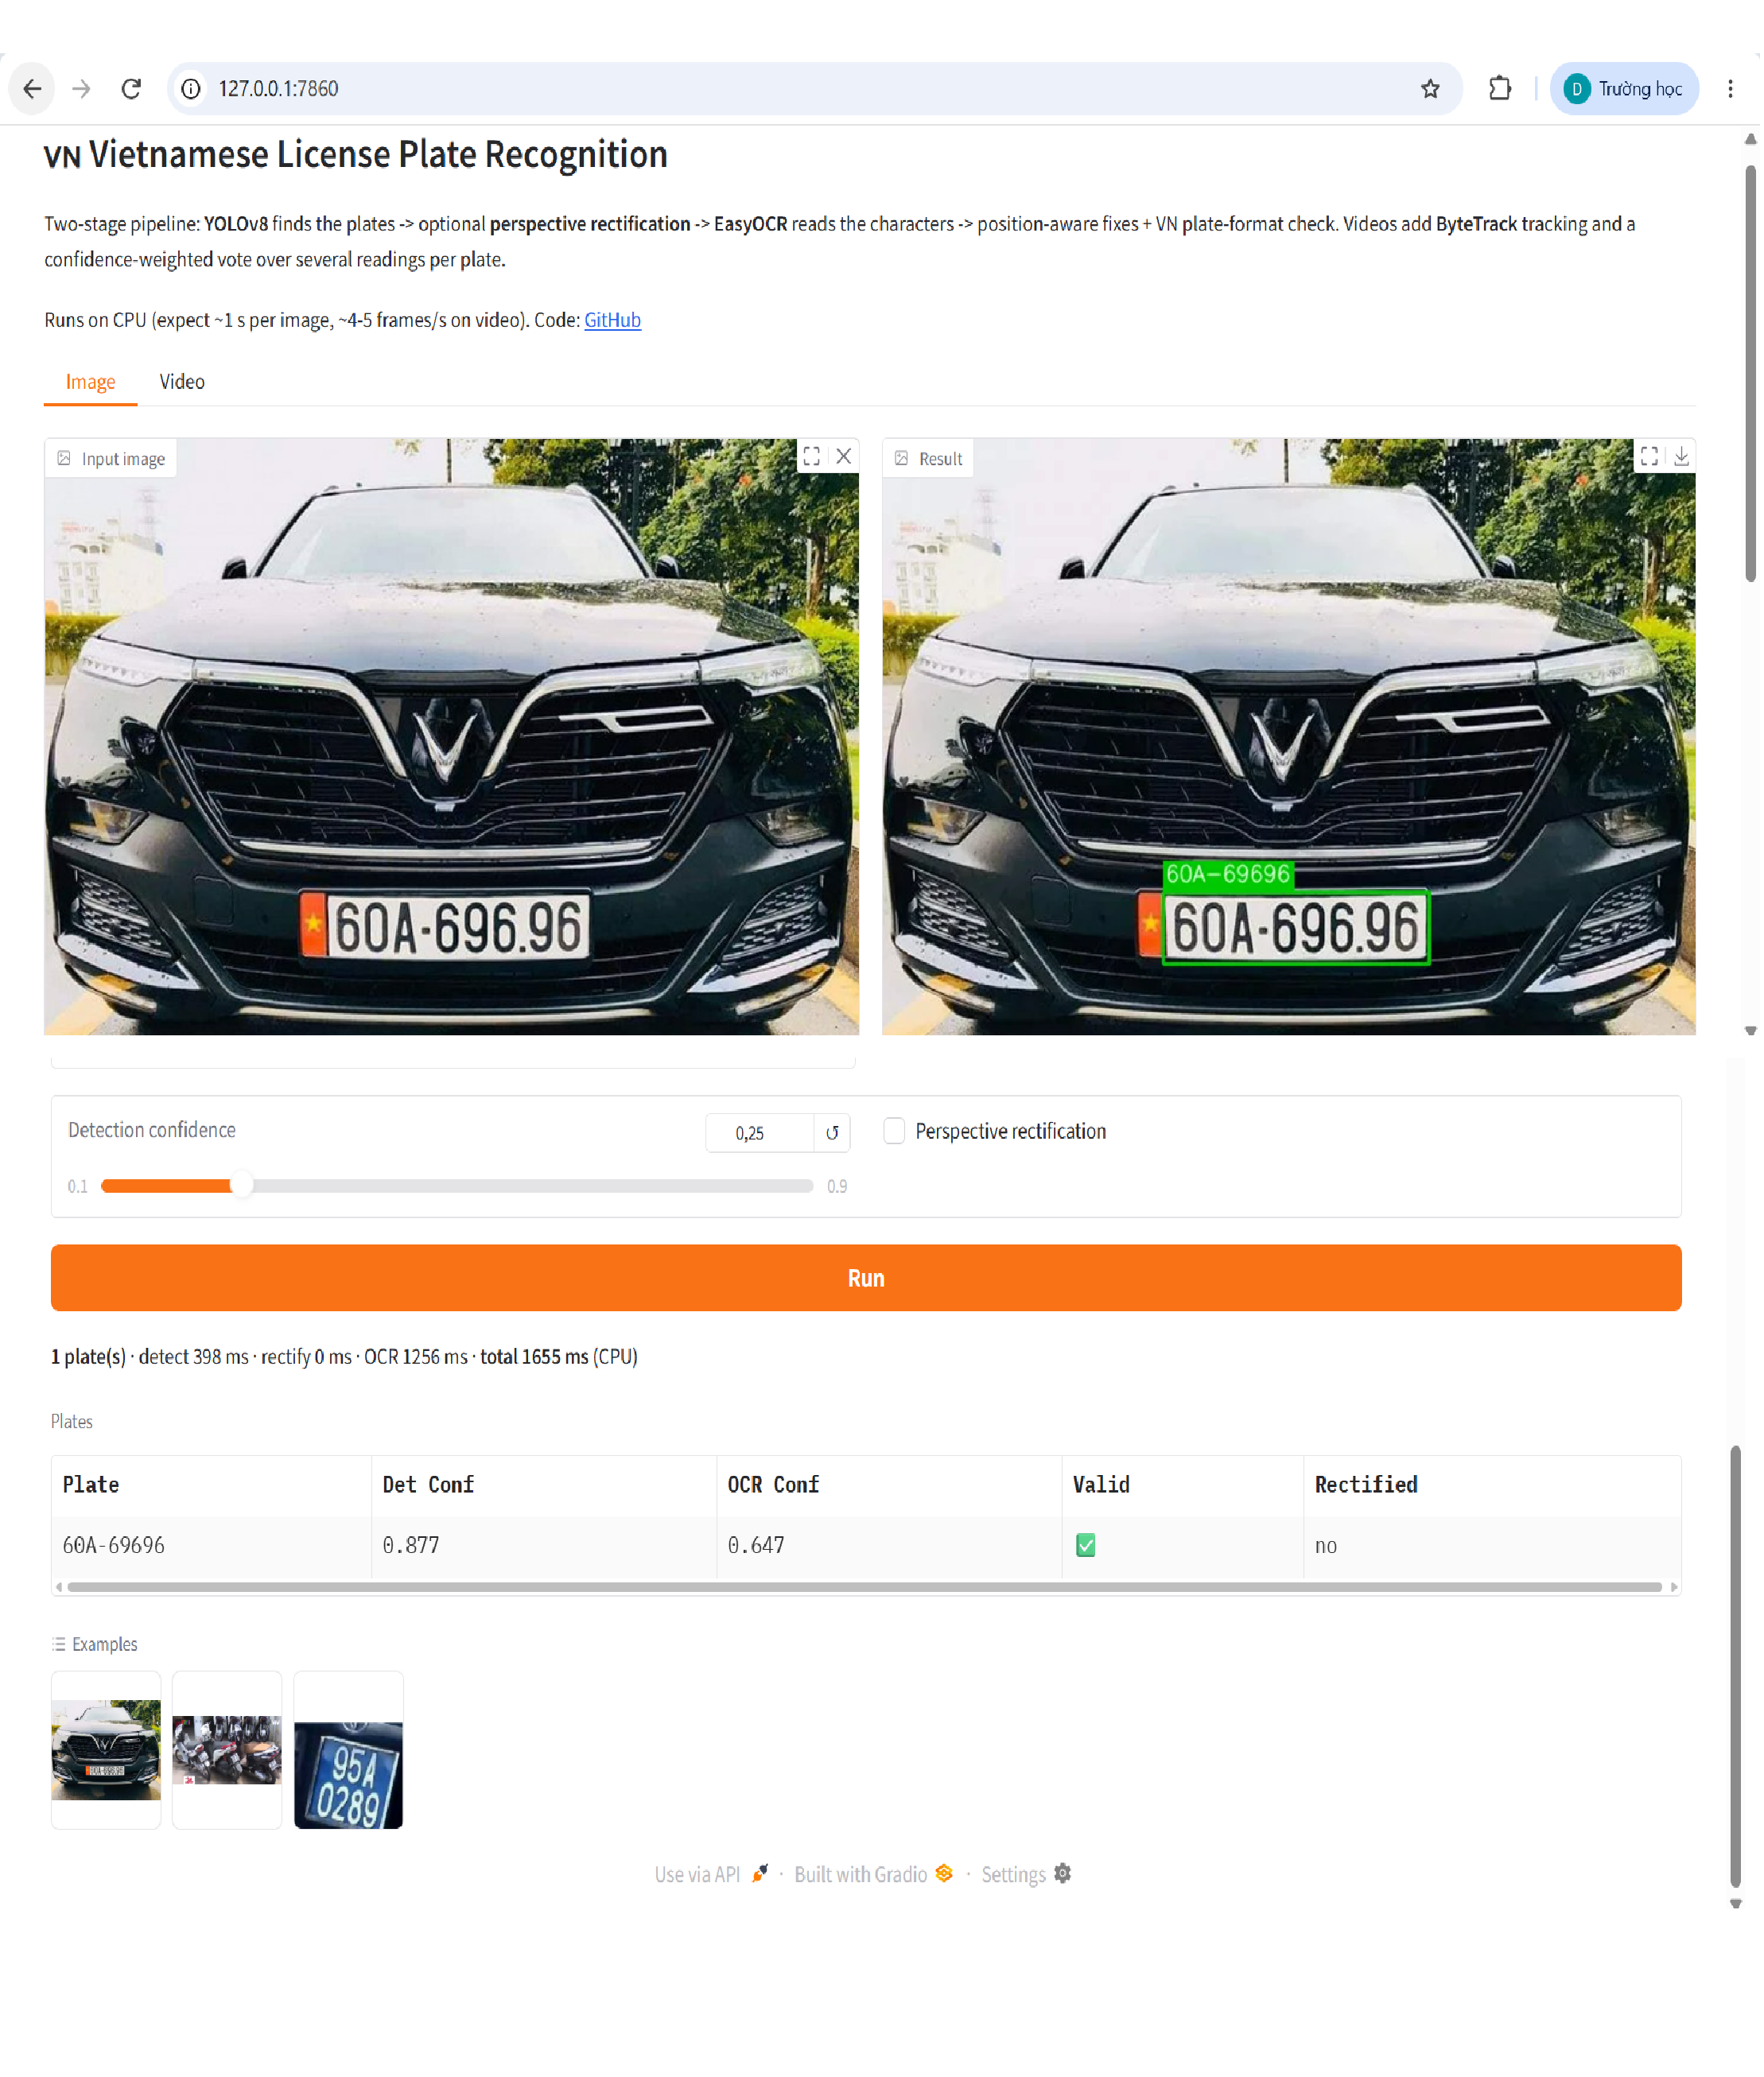 127.0.0.1:7860
D
Trường học
VN Vietnamese License Plate Recognition
Two-stage pipeline: YOLOv8 finds the plates -> optional perspective rectification -> EasyOCR reads the characters -> position-aware fixes + VN plate-format check. Videos add ByteTrack tracking and a
confidence-weighted vote over several readings per plate.
Runs on CPU (expect ~1 s per image, ~4-5 frames/s on video). Code: GitHub
Image Video
Input image
Result
60A-696.96
60A-69696
60A-696.96
Detection confidence
0,25
Perspective rectification
0.1
0.9
Run
1 plate(s) · detect 398 ms · rectify 0 ms · OCR 1256 ms · total 1655 ms (CPU)
Plates
Plate Det Conf OCR Conf Valid Rectified
60A-69696 0.877 0.647 no
Examples
60A-696.96
95A
0289
Use via API · Built with Gradio · Settings